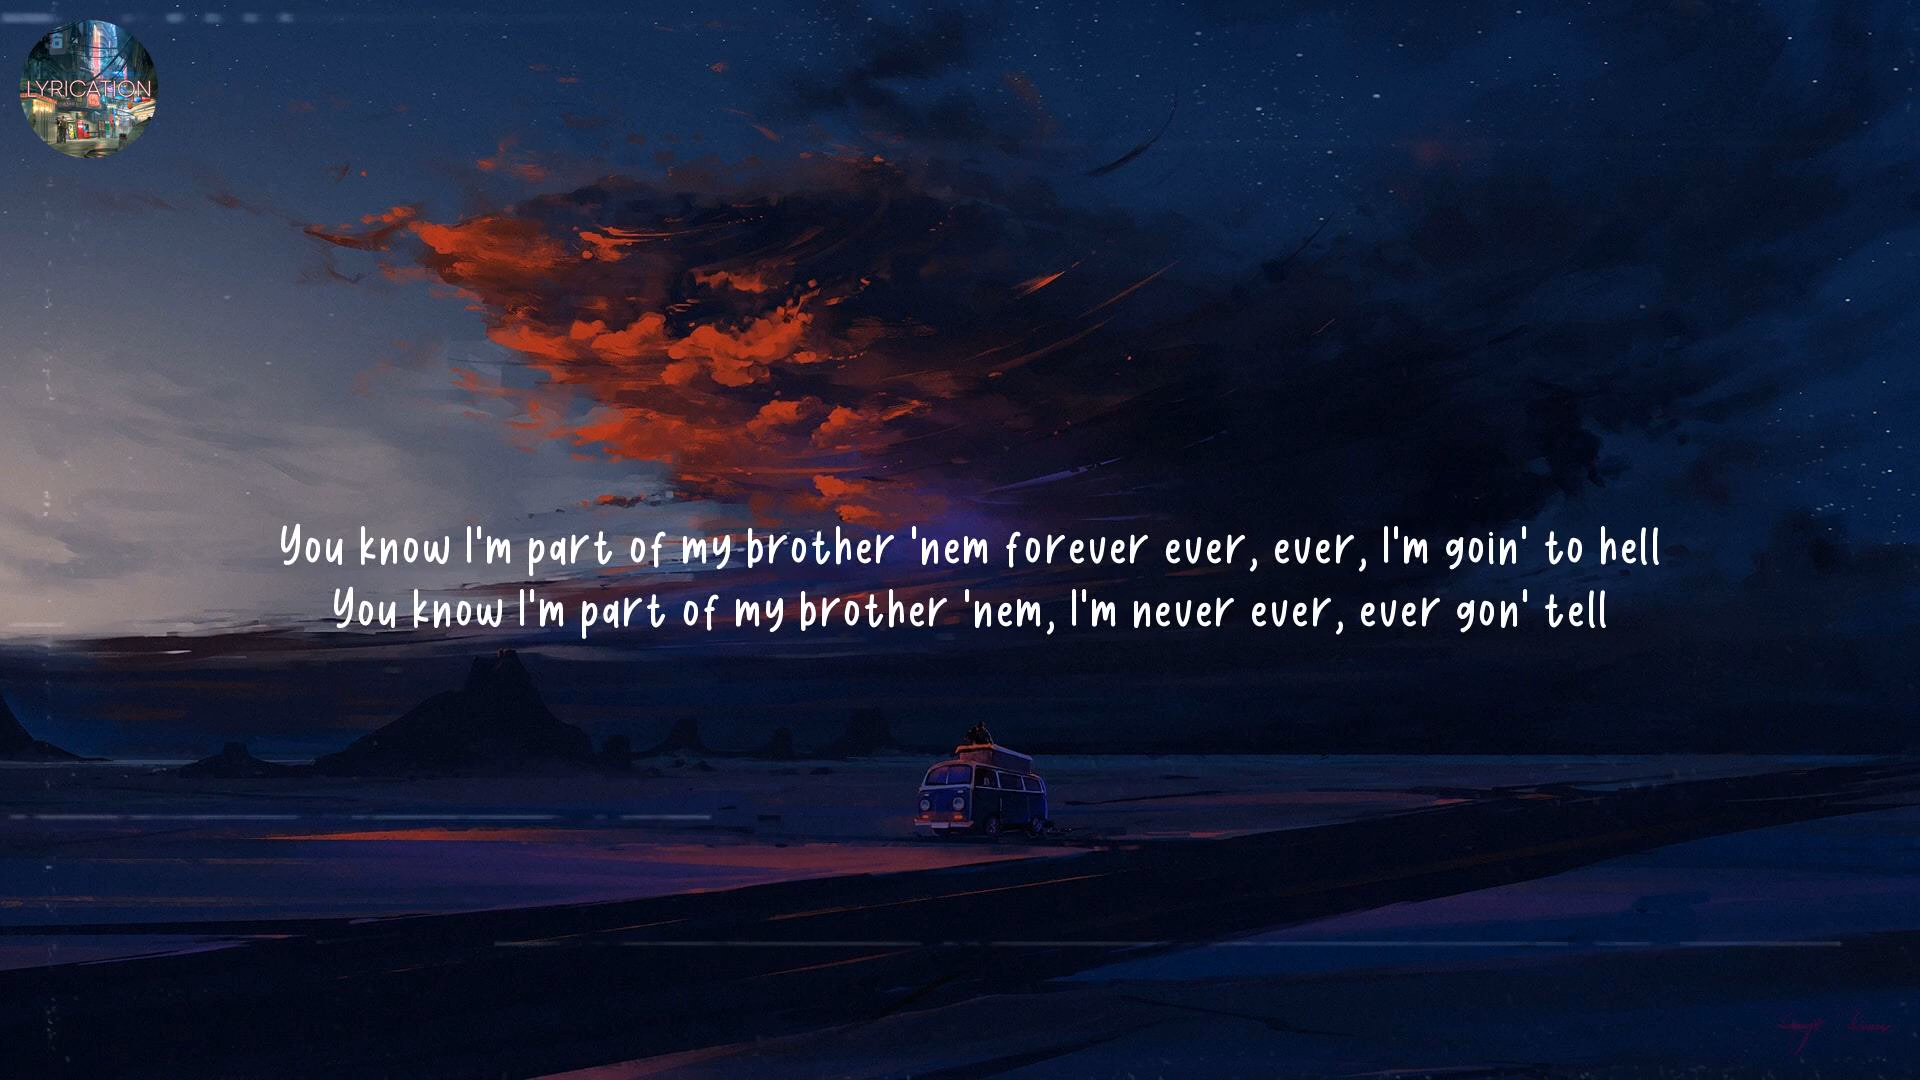 LYRICATION
You know I'm part of my brother 'nem forever ever, ever, I'm goin' to hell
You know I'm part of my brother 'nem, I'm never ever, ever gon' tell